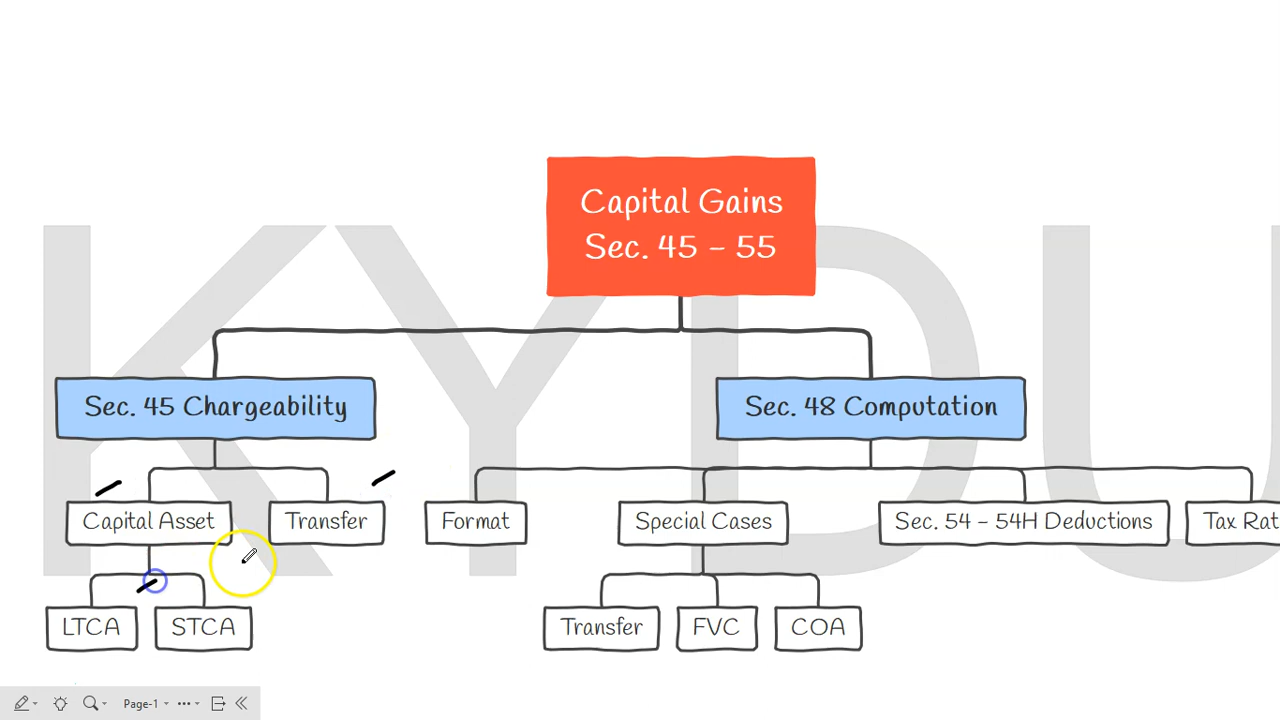 Capital Gains
Sec. 45 – 55
Sec. 45 Chargeability
Sec. 48 Computation
Capital Asset
Transfer
Format
Special Cases
Sec. 54 – 54H Deductions
Tax Rat
LTCA
STCA
Transfer
FVC
COA
KYDU
Page-1